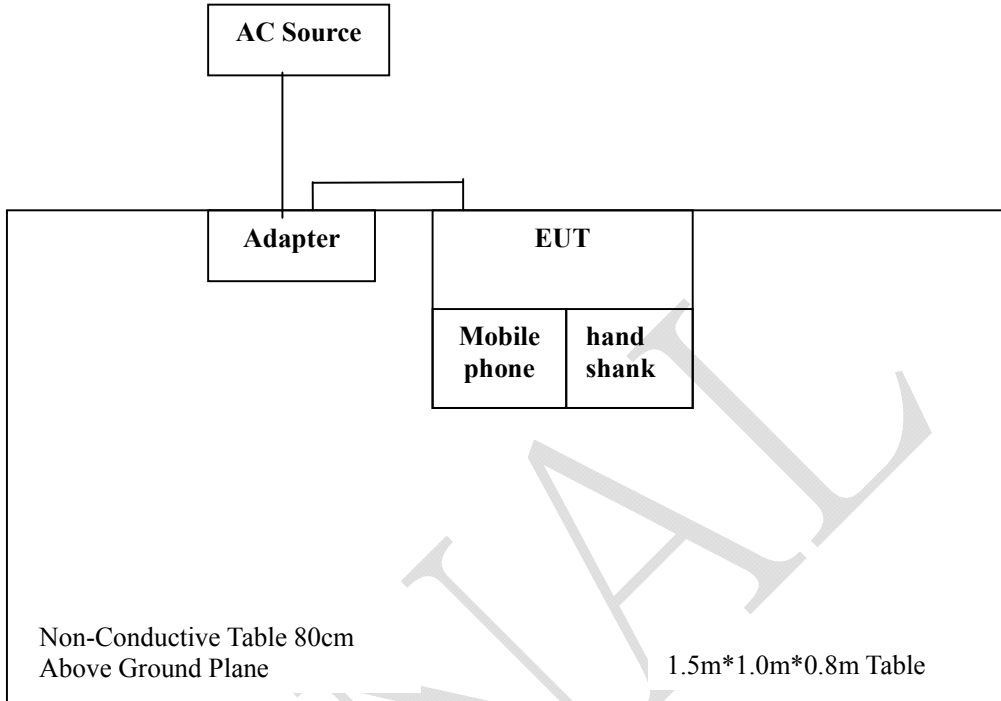 AC Source
Adapter
EUT
Mobile
phone
hand
shank
Non-Conductive Table 80cm
Above Ground Plane
1.5m*1.0m*0.8m Table